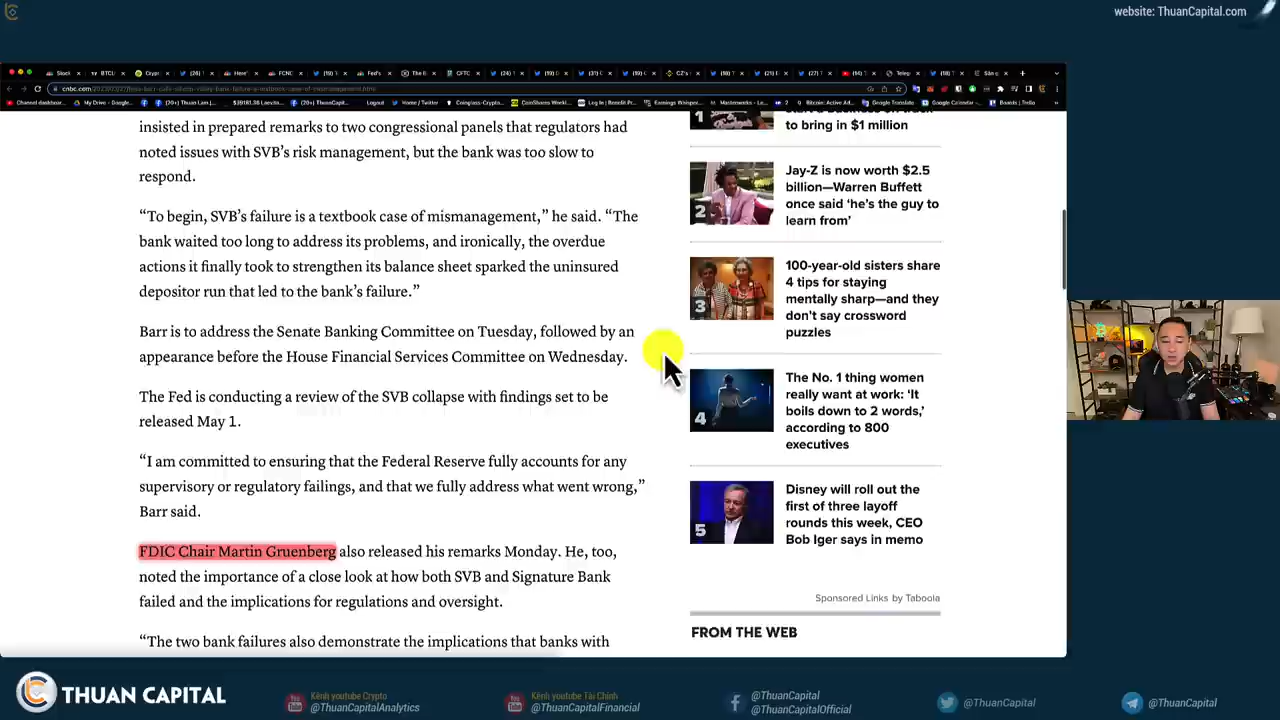 website: ThuanCapital.com
insisted in prepared remarks to two congressional panels that regulators had
noted issues with SVB’s risk management, but the bank was too slow to
respond.
“To begin, SVB’s failure is a textbook case of mismanagement,” he said. “The
bank waited too long to address its problems, and ironically, the overdue
actions it finally took to strengthen its balance sheet sparked the uninsured
depositor run that led to the bank’s failure.”
Barr is to address the Senate Banking Committee on Tuesday, followed by an
appearance before the House Financial Services Committee on Wednesday.
The Fed is conducting a review of the SVB collapse with findings set to be
released May 1.
“I am committed to ensuring that the Federal Reserve fully accounts for any
supervisory or regulatory failings, and that we fully address what went wrong,”
Barr said.
FDIC Chair Martin Gruenberg also released his remarks Monday. He, too,
noted the importance of a close look at how both SVB and Signature Bank
failed and the implications for regulations and oversight.
“The two bank failures also demonstrate the implications that banks with
1
to bring in $1 million
2
Jay-Z is now worth $2.5
billion—Warren Buffett
once said ‘he’s the guy to
learn from’
3
100-year-old sisters share
4 tips for staying
mentally sharp—and they
don’t say crossword
puzzles
4
The No. 1 thing women
really want at work: ‘It
boils down to 2 words,’
according to 800
executives
5
Disney will roll out the
first of three layoff
rounds this week, CEO
Bob Iger says in memo
Sponsored Links by Taboola
FROM THE WEB
THUAN CAPITAL
Kênh youtube Crypto
@ThuanCapitalAnalytics
Kênh youtube Tài Chính
@ThuanCapitalFinancial
@ThuanCapital
@ThuanCapitalOfficial
@ThuanCapital
@ThuanCapital